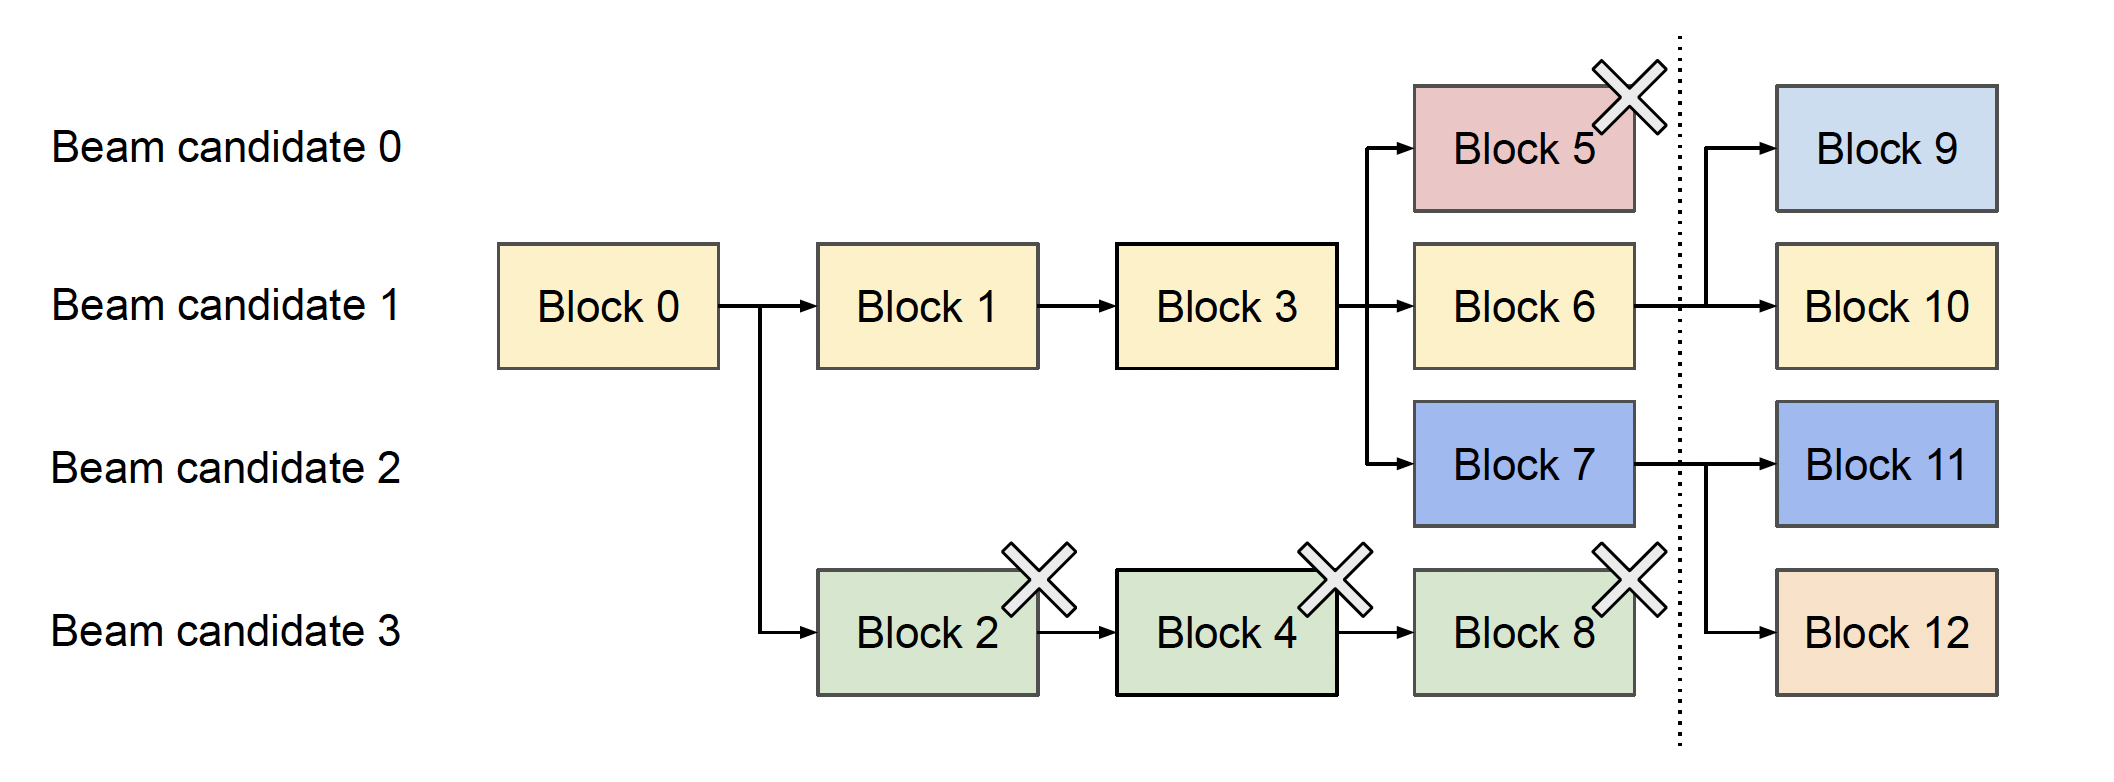 Beam candidate 0
Block 5
Block 9
Beam candidate 1
Block 0
Block 1
Block 3
Block 6
Block 10
Beam candidate 2
Block 7
Block 11
Beam candidate 3
Block 2
Block 4
Block 8
Block 12